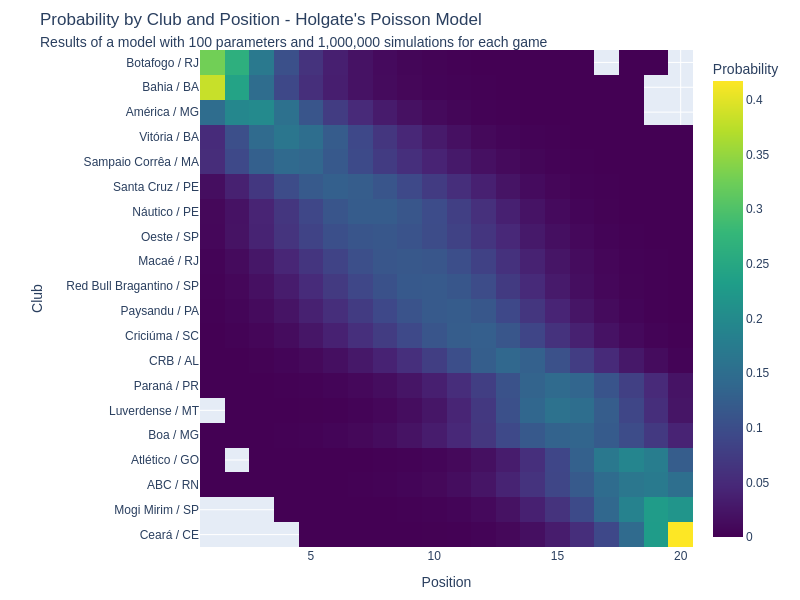 Probability by Club and Position - Holgate's Poisson Model
Results of a model with 100 parameters and 1,000,000 simulations for each game
Botafogo / RJ
Bahia / BA
América / MG
Vitória / BA
Sampaio Corrêa / MA
Santa Cruz / PE
Náutico / PE
Oeste / SP
Macaé / RJ
Red Bull Bragantino / SP
Paysandu / PA
Criciúma / SC
CRB / AL
Paraná / PR
Luverdense / MT
Boa / MG
Atlético / GO
ABC / RN
Mogi Mirim / SP
Ceará / CE
Club
5
10
15
20
Position
Probability
0.4
0.35
0.3
0.25
0.2
0.15
0.1
0.05
0